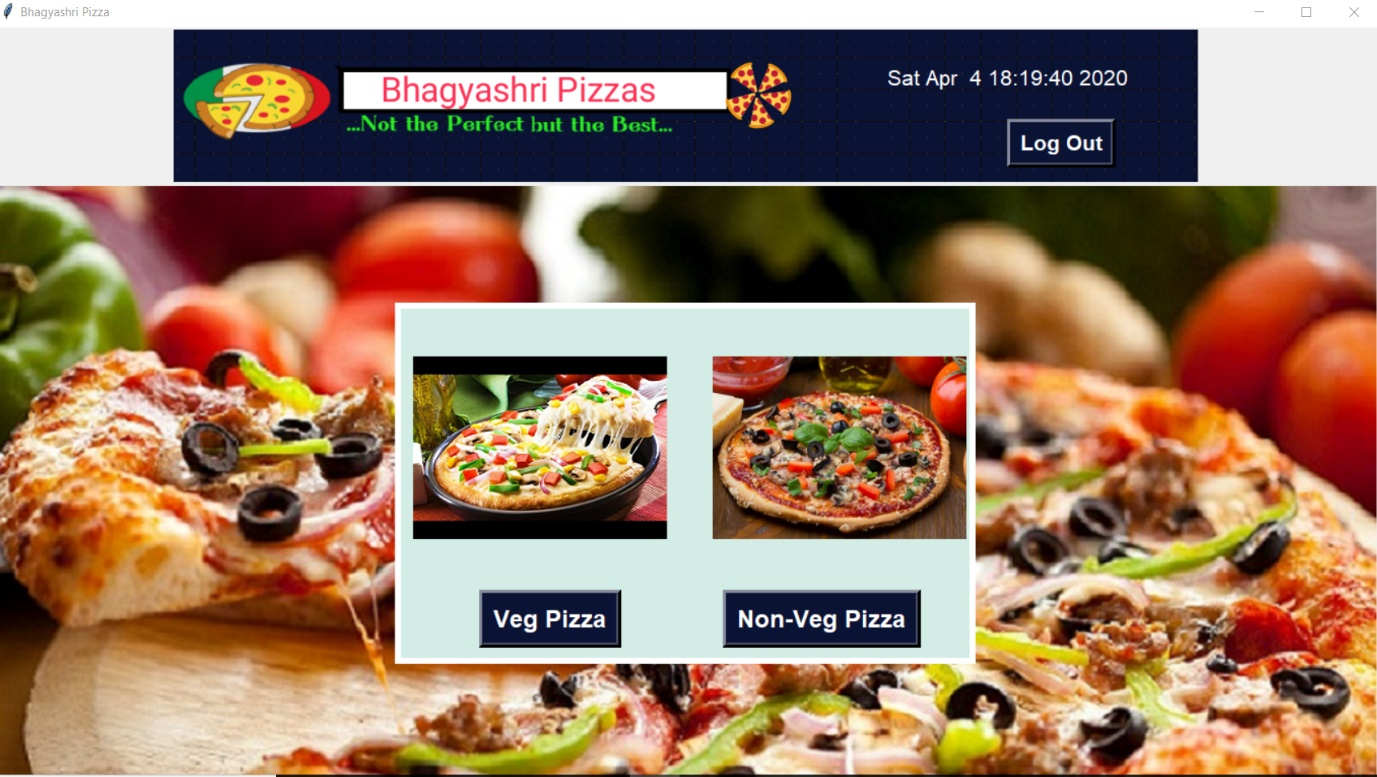 Bhagyashri Pizza
Bhagyashri Pizzas
...Not the Perfect but the Best...
Sat Apr  4 18:19:40 2020
Log Out
Veg Pizza
Non-Veg Pizza